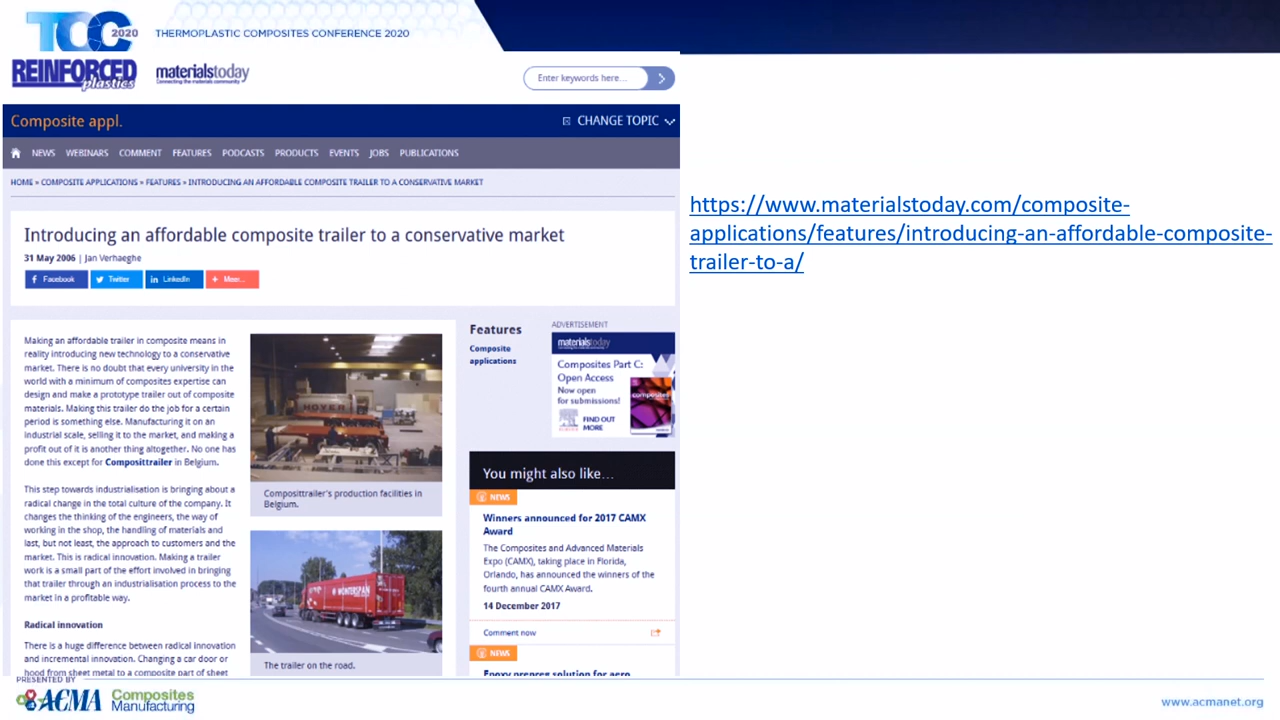 TCC 2020
THERMOPLASTIC COMPOSITES CONFERENCE 2020
REINFORCED
plastics
materialstoday
Connecting the materials community
Enter keywords here...
Composite appl.
CHANGE TOPIC
NEWS WEBINARS COMMENT FEATURES PODCASTS PRODUCTS EVENTS JOBS PUBLICATIONS
HOME » COMPOSITE APPLICATIONS » FEATURES » INTRODUCING AN AFFORDABLE COMPOSITE TRAILER TO A CONSERVATIVE MARKET
Introducing an affordable composite trailer to a conservative market
31 May 2006 | Jan Verhaeghe
Facebook Twitter LinkedIn More...
Making an affordable trailer in composite means in
reality introducing new technology to a conservative
market. There is no doubt that every university in the
world with a minimum of composites expertise can
design and make a prototype trailer out of composite
materials. Making this trailer do the job for a certain
period is something else. Manufacturing it on an
industrial scale, selling it to the market, and making a
profit out of it is another thing altogether. No one has
done this except for Composittrailer in Belgium.
This step towards industrialisation is bringing about a
radical change in the total culture of the company. It
changes the thinking of the engineers, the way of
working in the shop, the handling of materials and
last, but not least, the approach to customers and the
market. This is radical innovation. Making a trailer
work is a small part of the effort involved in bringing
that trailer through an industrialisation process to the
market in a profitable way.
Radical innovation
There is a huge difference between radical innovation
and incremental innovation. Changing a car door or
hood from sheet metal to a composite part of sheet
HOYER
Composittrailer's production facilities in
Belgium.
WINTERSPAN
The trailer on the road.
Features
Composite
applications
ADVERTISEMENT
materialstoday
Composites Part C:
Open Access
Now open
for submissions!
FIND OUT
MORE
composites
You might also like...
NEWS
Winners announced for 2017 CAMX
Award
The Composites and Advanced Materials
Expo (CAMX), taking place in Florida,
Orlando, has announced the winners of the
fourth annual CAMX Award.
14 December 2017
Comment now
NEWS
Epoxy prepreg solution for aero
https://www.materialstoday.com/composite-
applications/features/introducing-an-affordable-composite-
trailer-to-a/
PRESENTED BY
ACMA
Composites
Manufacturing
www.acmanet.org